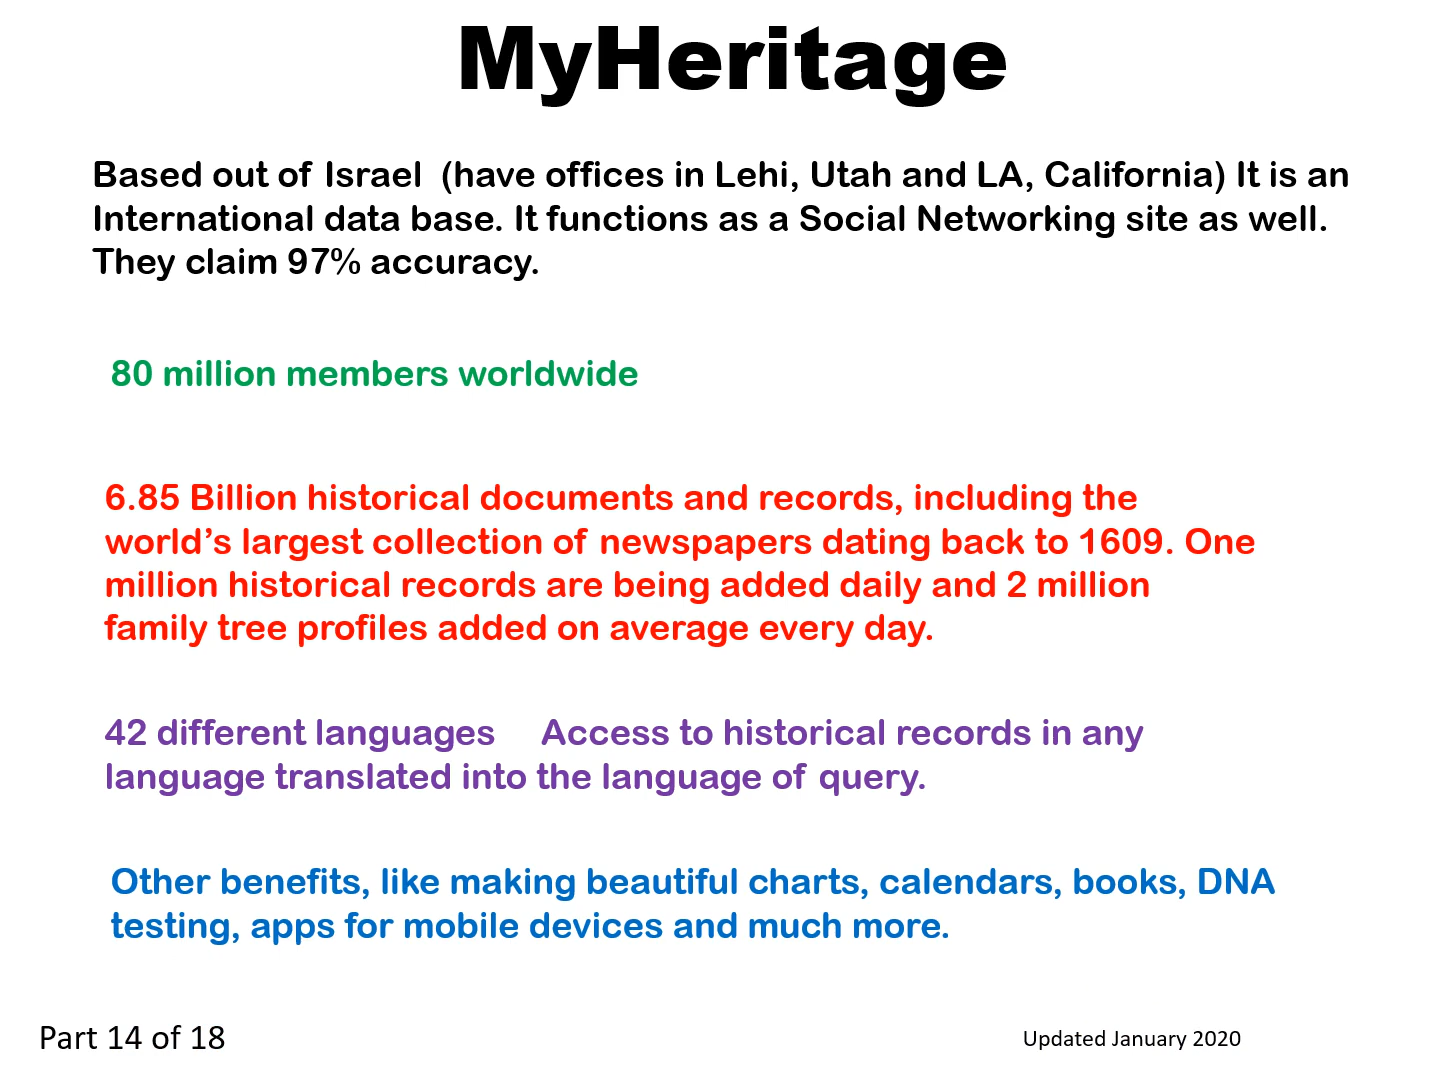 MyHeritage
Based out of Israel  (have offices in Lehi, Utah and LA, California) It is an
International data base. It functions as a Social Networking site as well.
They claim 97% accuracy.
80 million members worldwide
6.85 Billion historical documents and records, including the
world’s largest collection of newspapers dating back to 1609. One
million historical records are being added daily and 2 million
family tree profiles added on average every day.
42 different languages    Access to historical records in any
language translated into the language of query.
Other benefits, like making beautiful charts, calendars, books, DNA
testing, apps for mobile devices and much more.
Part 14 of 18
Updated January 2020